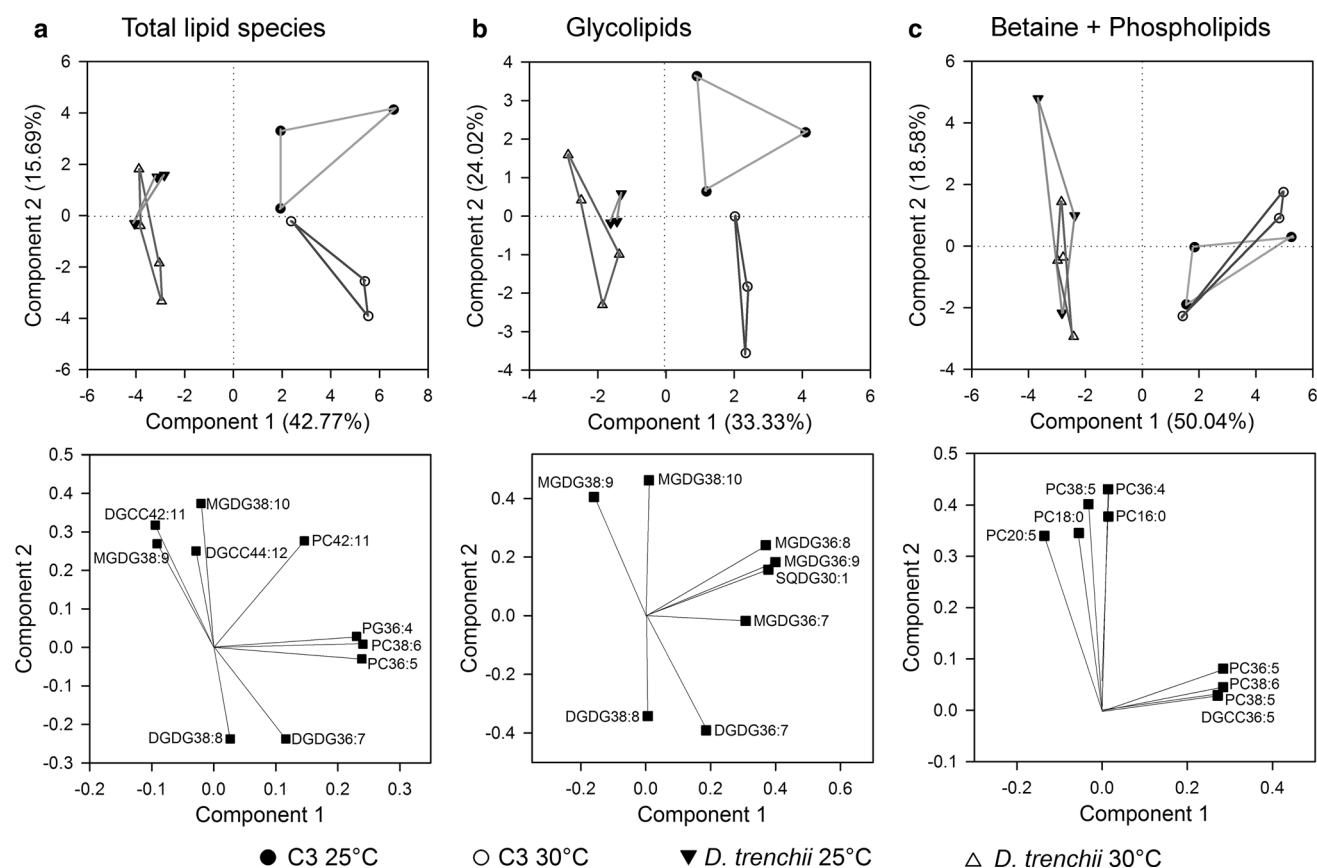 a Total lipid species
b Glycolipids
c Betaine + Phospholipids
Component 2 (15.69%)
6
4
2
0
-2
-4
-6
-6 -4 -2 0 2 4 6 8
Component 1 (42.77%)
Component 2 (24.02%)
4
3
2
1
0
-1
-2
-3
-4
-4 -2 0 2 4 6
Component 1 (33.33%)
Component 2 (18.58%)
6
4
2
0
-2
-4
-6 -4 -2 0 2 4 6
Component 1 (50.04%)
Component 2
0.5
0.4
0.3
0.2
0.1
0.0
-0.1
-0.2
-0.3
MGDG38:10
DGCC42:11
PC42:11
MGDG38:9
DGCC44:12
PG36:4
PC38:6
PC36:5
DGDG38:8
DGDG36:7
-0.2 -0.1 0.0 0.1 0.2 0.3
Component 1
Component 2
0.4
0.2
0.0
-0.2
-0.4
MGDG38:9
MGDG38:10
MGDG36:8
MGDG36:9
SQDG30:1
MGDG36:7
DGDG38:8
DGDG36:7
-0.2 0.0 0.2 0.4 0.6
Component 1
Component 2
0.5
0.4
0.3
0.2
0.1
0.0
-0.1
PC38:5
PC36:4
PC18:0
PC16:0
PC20:5
PC36:5
PC38:6
PC38:5
DGCC36:5
-0.2 0.0 0.2 0.4
Component 1
C3 25°C
C3 30°C
D. trenchii 25°C
D. trenchii 30°C